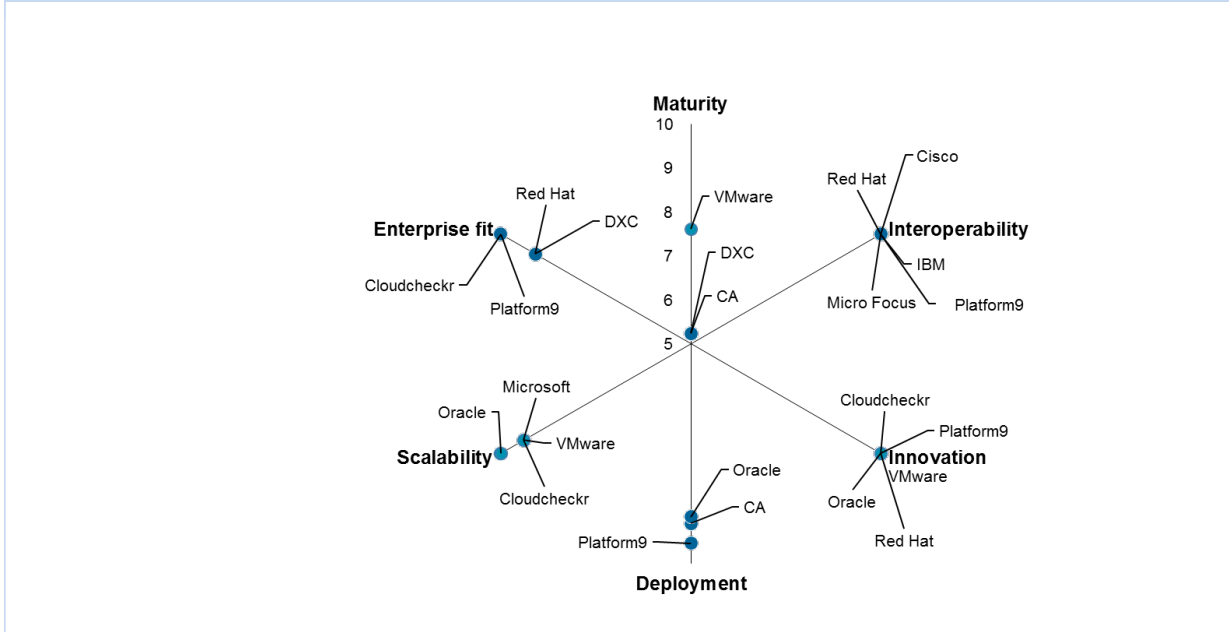 Maturity
10
9
8
7
6
5
VMware
DXC
CA
Interoperability
Cisco
Red Hat
IBM
Micro Focus
Platform9
Enterprise fit
Red Hat
DXC
Cloudcheckr
Platform9
Scalability
Microsoft
Oracle
VMware
Cloudcheckr
Innovation
Cloudcheckr
Platform9
VMware
Oracle
Red Hat
Oracle
CA
Platform9
Deployment